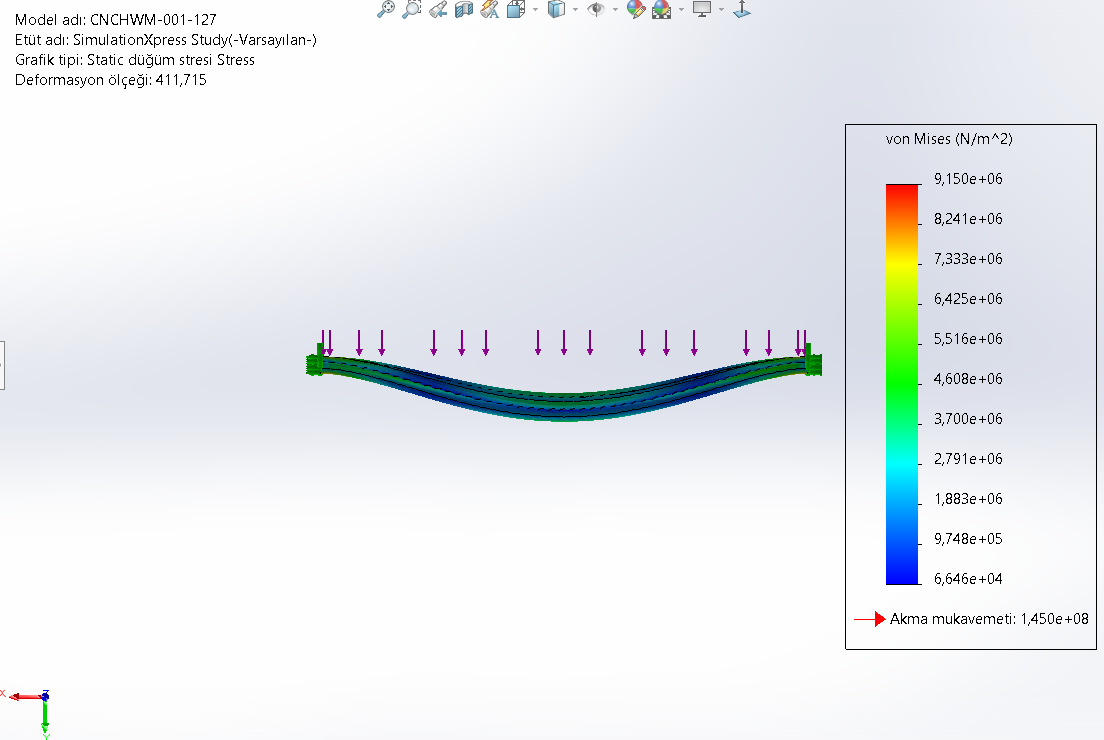 Model adı: CNCHWM-001-127
Etüt adı: SimulationXpress Study(-Varsayılan-)
Grafik tipi: Static düğüm stresi Stress
Deformasyon ölçeği: 411,715
von Mises (N/m^2)
9,150e+06
8,241e+06
7,333e+06
6,425e+06
5,516e+06
4,608e+06
3,700e+06
2,791e+06
1,883e+06
9,748e+05
6,646e+04
Akma mukavemeti: 1,450e+08
X
Z
Y